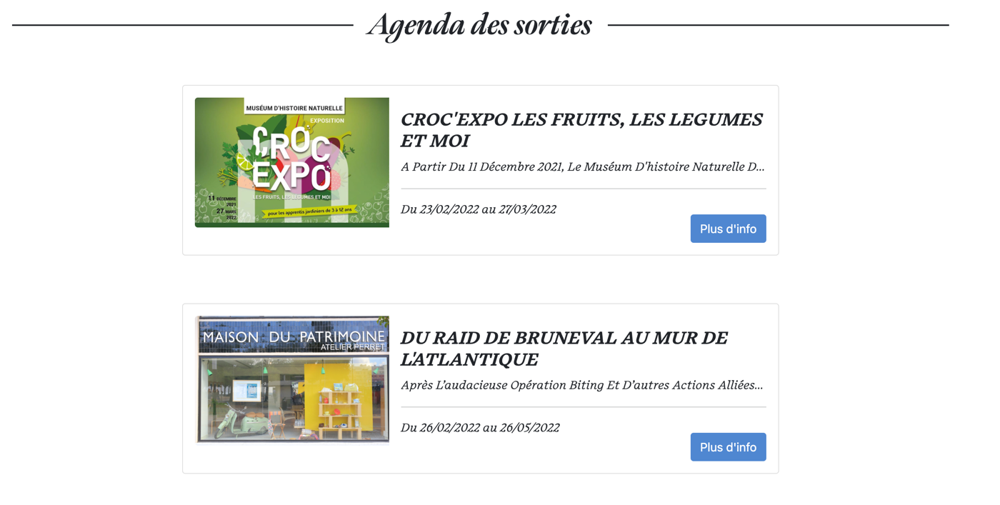 Agenda des sorties
MUSÉUM D'HISTOIRE NATURELLE
EXPOSITION
CROC
EXPO
LES FRUITS, LES LEGUMES ET MOI
11 DÉCEMBRE
2021
27 MARS
2022
pour les apprentis jardiniers de 3 à 12 ans
CROC'EXPO LES FRUITS, LES LEGUMES
ET MOI
A Partir Du 11 Décembre 2021, Le Muséum D'histoire Naturelle D...
Du 23/02/2022 au 27/03/2022
Plus d'info
MAISON DU PATRIMOINE
ATELIER PERRET
DU RAID DE BRUNEVAL AU MUR DE
L'ATLANTIQUE
Après L’audacieuse Opération Biting Et D’autres Actions Alliées...
Du 26/02/2022 au 26/05/2022
Plus d'info